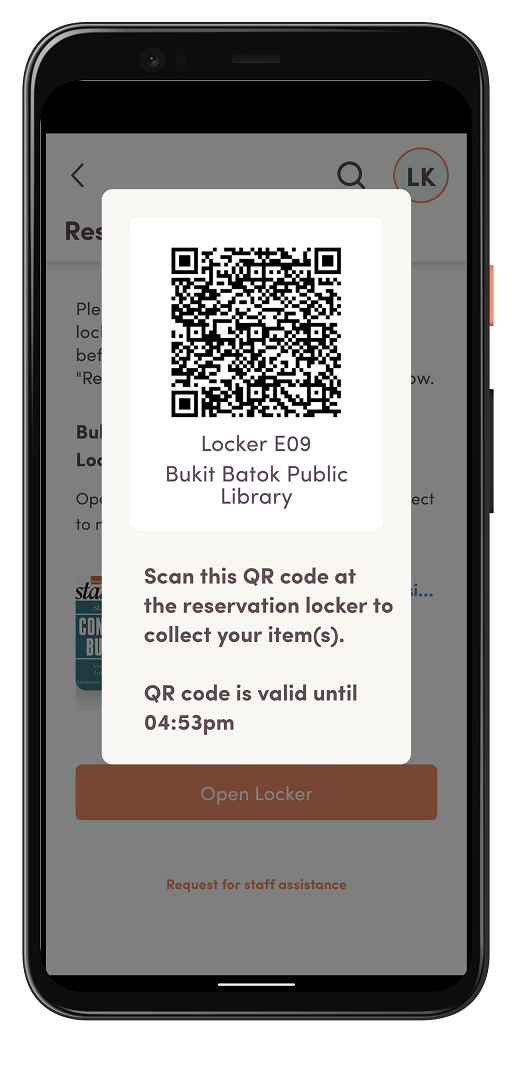 LK
Res
Ple
loc
bef
"Re ow.
Locker E09
Bukit Batok Public
Library
Buk
Loc
Ope ect
to n
Scan this QR code at
the reservation locker to
collect your item(s).
QR code is valid until
04:53pm
sta
si...
CON
BU
Open Locker
Request for staff assistance